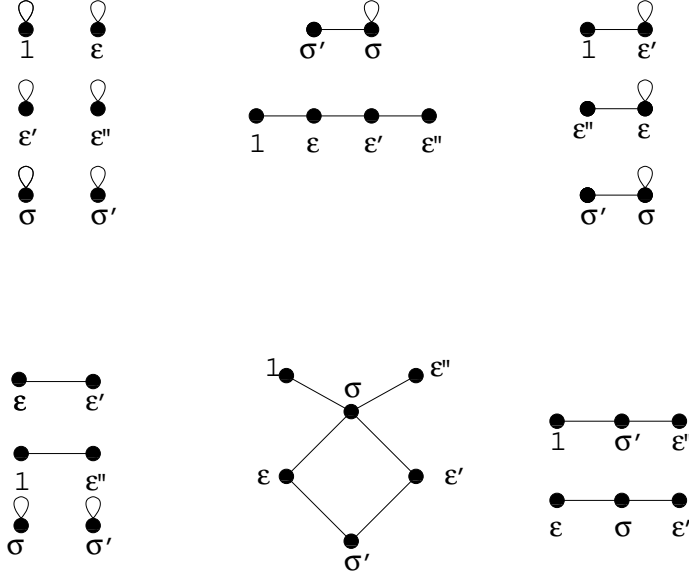 1 ε
ε′ ε″
σ σ′
σ′ σ
1 ε ε′ ε″
1 ε′
ε″ ε
σ′ σ
ε ε′
1 ε″
σ σ′
1 σ ε″
ε ε′
σ′
1 σ′ ε″
ε σ ε′